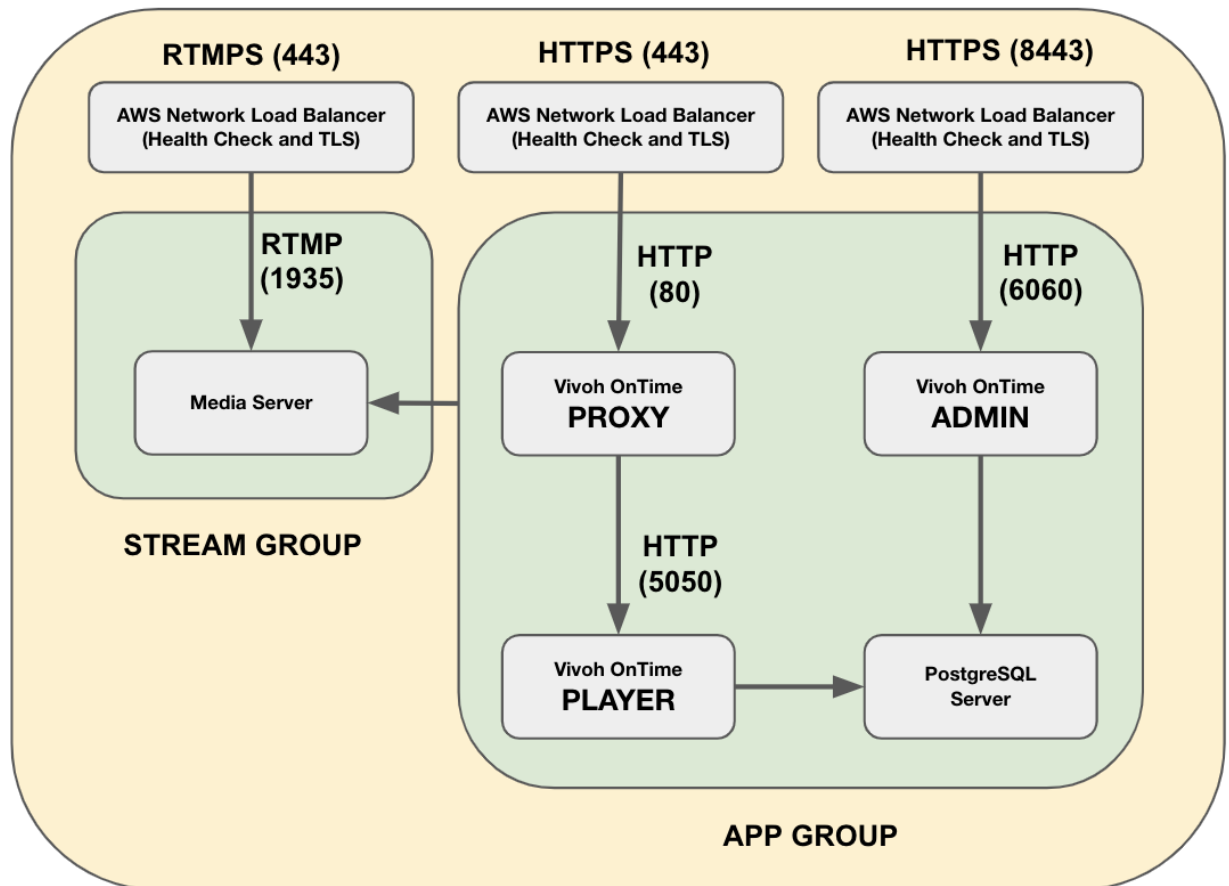 RTMPS (443)
HTTPS (443)
HTTPS (8443)
AWS Network Load Balancer
(Health Check and TLS)
AWS Network Load Balancer
(Health Check and TLS)
AWS Network Load Balancer
(Health Check and TLS)
RTMP
(1935)
HTTP
(80)
HTTP
(6060)
Media Server
Vivoh OnTime
PROXY
Vivoh OnTime
ADMIN
STREAM GROUP
HTTP
(5050)
Vivoh OnTime
PLAYER
PostgreSQL
Server
APP GROUP